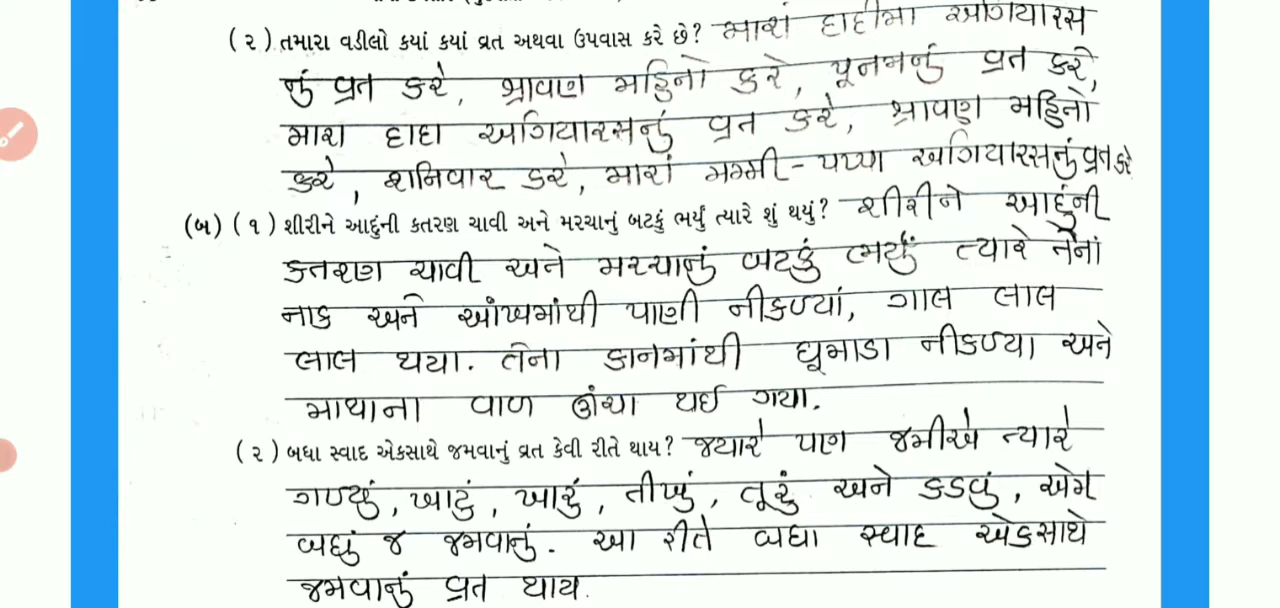 (૨) તમારા વડીલો કયાં કયાં વ્રત અથવા ઉપવાસ કરે છે? મારાં દાદીમા અગિયારસ
નું વ્રત કરે, શ્રાવણ મહિનો કરે, પૂનમનું વ્રત કરે,
મારા દાદા અગિયારસનું વ્રત કરે, શ્રાવણ મહિનો
કરે, શનિવાર કરે, મારાં મમ્મી-પપ્પા અગિયારસનું વ્રત કરે
(બ) (૧) શીરીને આદુંની કતરણ ચાવી અને મરચાનું બટકું ભર્યું ત્યારે શું થયું? શીરીને આદુંની
કતરણ ચાવી અને મરચાનું બટકું ભર્યું ત્યારે તેનાં
નાક અને આંખમાંથી પાણી નીકળ્યાં, ગાલ લાલ
લાલ થયા. તેના કાનમાંથી ધૂમાડા નીકળ્યા અને
માથાના વાળ ઊંચા થઈ ગયા.
(૨) બધા સ્વાદ એકસાથે જમવાનું વ્રત કેવી રીતે થાય? જયારે પણ જમીએ ત્યારે
ગળ્યું, ખાટું, ખારું, તીખું, તૂરું અને કડવું, એમ
બધું જ જમવાનું. આ રીતે બધા સ્વાદ એકસાથે
જમવાનું વ્રત થાય.